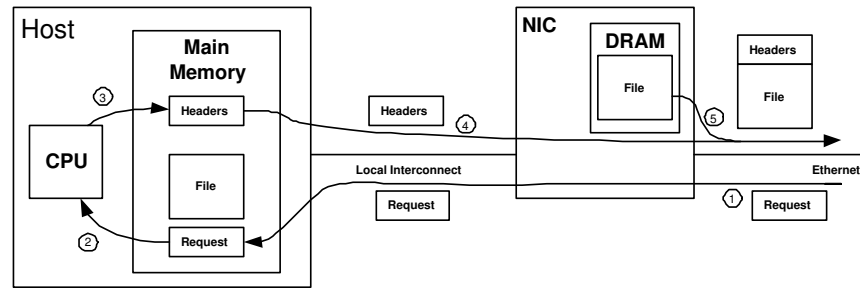 Host
NIC
Main
Memory
DRAM
Headers
File
③
Headers
Headers
④
File
⑤
CPU
File
Local Interconnect
Ethernet
①
Request
Request
②
Request